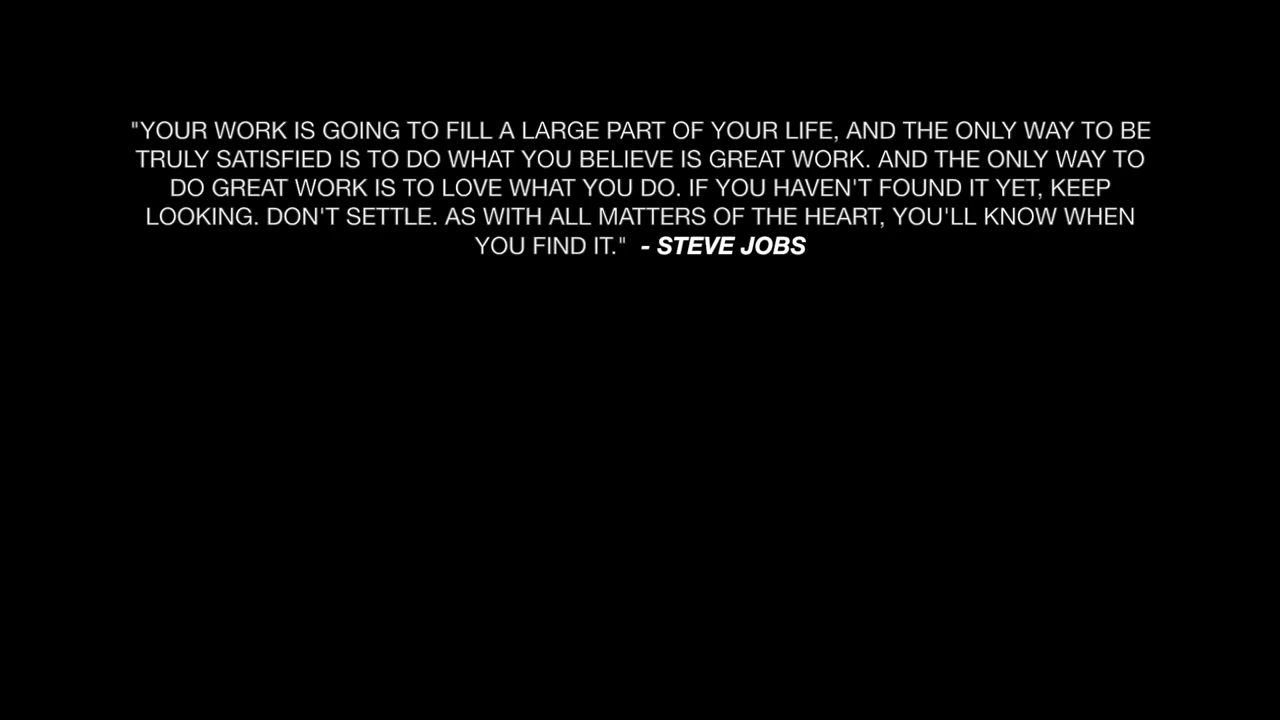 "YOUR WORK IS GOING TO FILL A LARGE PART OF YOUR LIFE, AND THE ONLY WAY TO BE
TRULY SATISFIED IS TO DO WHAT YOU BELIEVE IS GREAT WORK. AND THE ONLY WAY TO
DO GREAT WORK IS TO LOVE WHAT YOU DO. IF YOU HAVEN'T FOUND IT YET, KEEP
LOOKING. DON'T SETTLE. AS WITH ALL MATTERS OF THE HEART, YOU'LL KNOW WHEN
YOU FIND IT." - STEVE JOBS